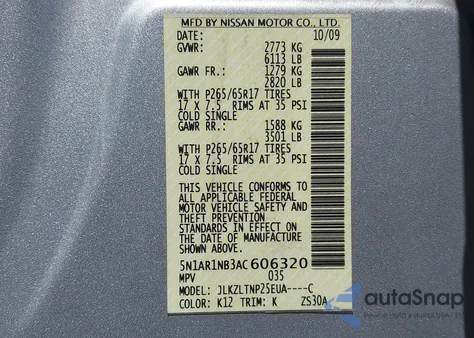 MFD BY NISSAN MOTOR CO., LTD.
DATE: 10/09
GVWR: 2773 KG
6113 LB
GAWR FR.: 1279 KG
2820 LB
WITH P265/65R17 TIRES
17 X 7.5 RIMS AT 35 PSI
COLD SINGLE
GAWR RR.: 1588 KG
3501 LB
WITH P265/65R17 TIRES
17 X 7.5 RIMS AT 35 PSI
COLD SINGLE
THIS VEHICLE CONFORMS TO
ALL APPLICABLE FEDERAL
MOTOR VEHICLE SAFETY AND
THEFT PREVENTION
STANDARDS IN EFFECT ON
THE DATE OF MANUFACTURE
SHOWN ABOVE.
5N1AR1NB3AC606320
MPV 035
MODEL: JLKZLTNP25EUA----C
COLOR: K12 TRIM: K ZS30A
autoSnap